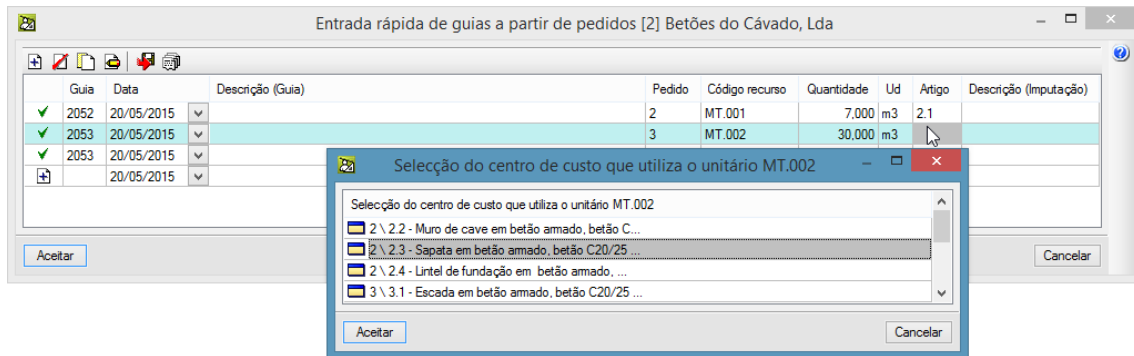 Entrada rápida de guias a partir de pedidos [2] Betões do Cávado, Lda
Guia Data Descrição (Guia) Pedido Código recurso Quantidade Ud Artigo Descrição (Imputação)
2052 20/05/2015 2 MT.001 7,000 m3 2.1
2053 20/05/2015 3 MT.002 30,000 m3
2053 20/05/2015
20/05/2015
Selecção do centro de custo que utiliza o unitário MT.002
Selecção do centro de custo que utiliza o unitário MT.002
2 \ 2.2 - Muro de cave em betão armado, betão C...
2 \ 2.3 - Sapata em betão armado, betão C20/25 ...
2 \ 2.4 - Lintel de fundação em betão armado, ...
3 \ 3.1 - Escada em betão armado, betão C20/25 ...
Aceitar Cancelar
Aceitar Cancelar